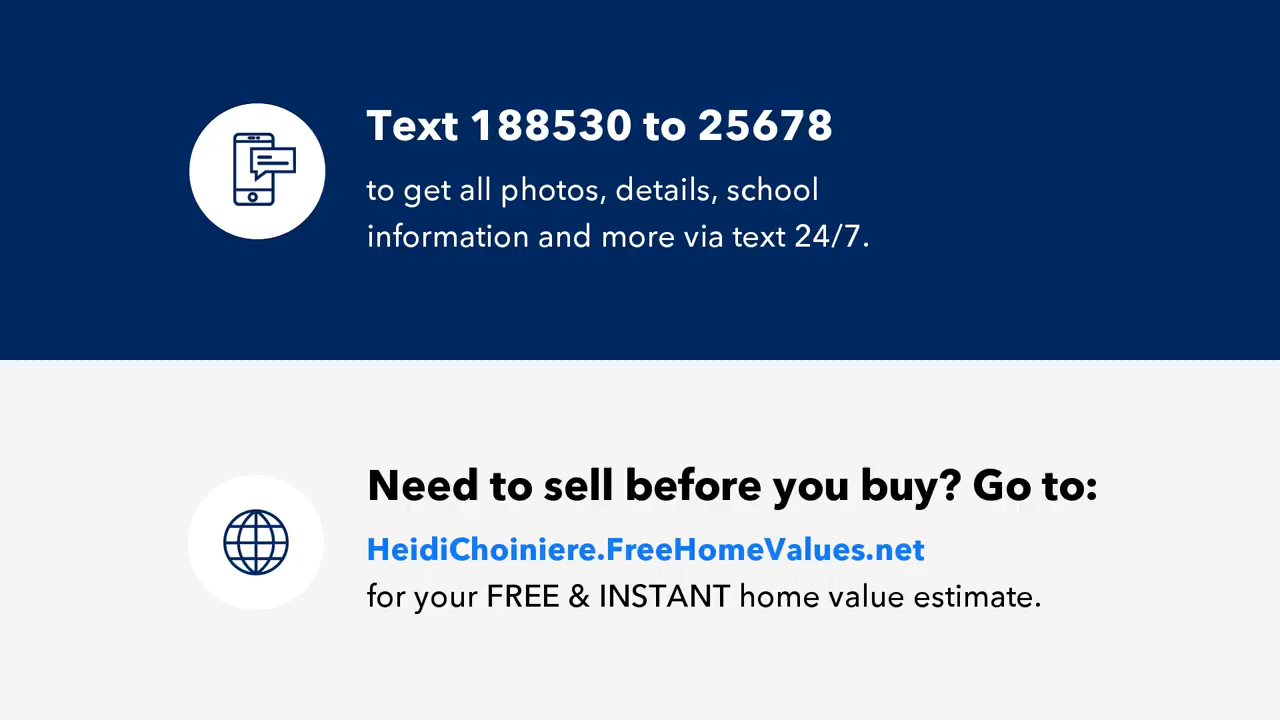 Text 188530 to 25678
to get all photos, details, school
information and more via text 24/7.
Need to sell before you buy? Go to:
HeidiChoiniere.FreeHomeValues.net
for your FREE & INSTANT home value estimate.